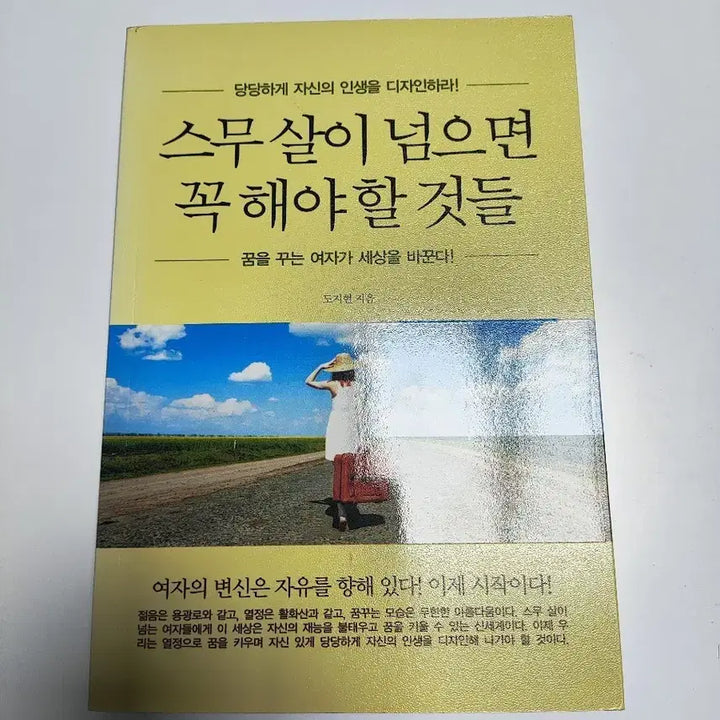 당당하게 자신의 인생을 디자인하라!
스무 살이 넘으면
꼭 해야 할 것들
꿈을 꾸는 여자가 세상을 바꾼다!
도지현 지음
여자의 변신은 자유를 향해 있다! 이제 시작이다!
젊음은 용광로와 같고, 열정은 활화산과 같고, 꿈꾸는 모습은 무한한 아름다움이다. 스무 살이
넘는 여자들에게 이 세상은 자신의 재능을 불태우고 꿈을 키울 수 있는 신세계이다. 이제 우
리는 열정으로 꿈을 키우며 자신 있게 당당하게 자신의 인생을 디자인해 나가야 할 것이다.